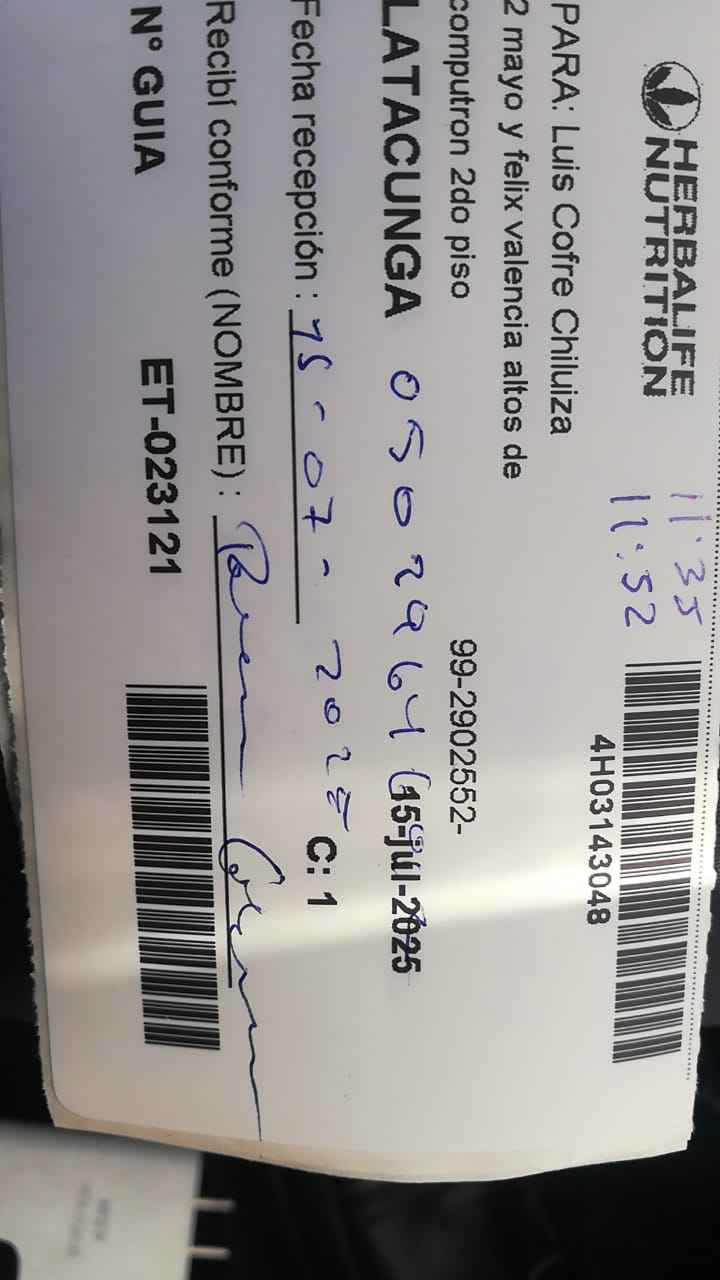 HERBALIFE
NUTRITION
11:35
11:52
4H03143048
PARA: Luis Cofre Chiluiza
2 mayo y felix valencia altos de
computron 2do piso
99-2902552-
LATACUNGA
15-jul-2025
Fecha recepción : 15-07-2025
C: 1
Recibí conforme (NOMBRE) :
N° GUIA ET-023121